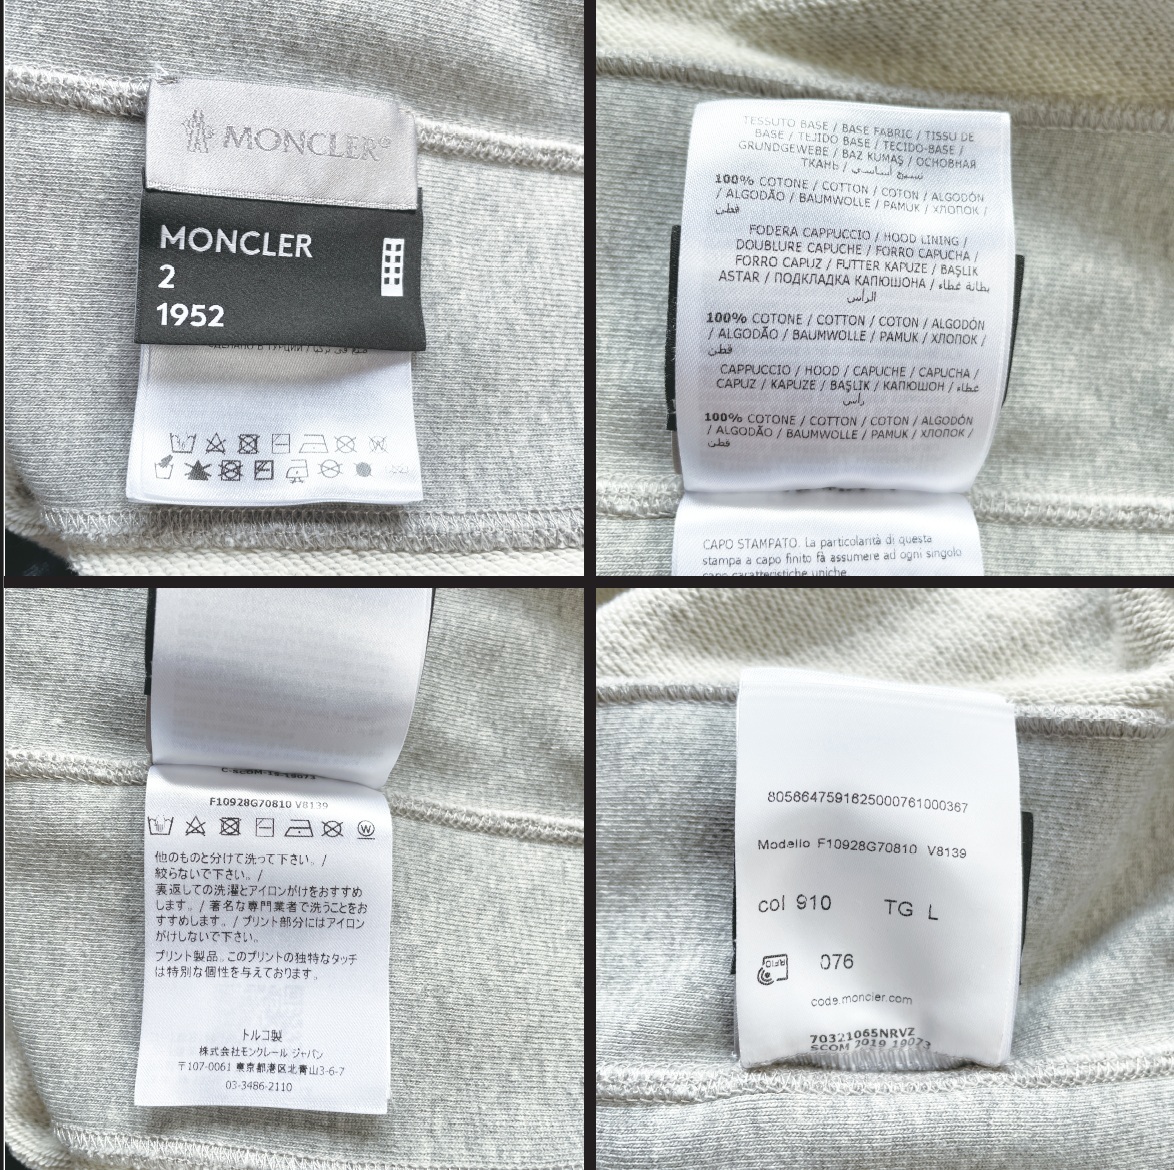 MONCLER
MONCLER
2
1952
TESSUTO BASE / BASE FABRIC / TISSU DE
BASE / TEJIDO BASE / TECIDO-BASE /
GRUNDGEWEBE / BAZ KUMAŞ / ОСНОВНАЯ
ТКАНЬ / نسيج أساسي
100% COTONE / COTTON / COTON / ALGODÓN
/ ALGODÃO / BAUMWOLLE / PAMUK / ХЛОПОК /
قطن
FODERA CAPPUCCIO / HOOD LINING /
DOUBLURE CAPUCHE / FORRO CAPUCHA /
FORRO CAPUZ / FUTTER KAPUZE / BAŞLIK
ASTAR / ПОДКЛАДКА КАПЮШОНА / بطانة غطاء
الرأس
100% COTONE / COTTON / COTON / ALGODÓN
/ ALGODÃO / BAUMWOLLE / PAMUK / ХЛОПОК /
قطن
CAPPUCCIO / HOOD / CAPUCHE / CAPUCHA /
CAPUZ / KAPUZE / BAŞLIK / КАПЮШОН / غطاء
رأس
100% COTONE / COTTON / COTON / ALGODÓN
/ ALGODÃO / BAUMWOLLE / PAMUK / ХЛОПОК /
قطن
CAPO STAMPATO. La particolarità di questa
stampa a capo finito fà assumere ad ogni singolo
capo caratteristiche uniche.
C-SCOM-19-19073
F10928G70810 V8139
他のものと分けて洗って下さい。/
絞らないで下さい。/
裏返しての洗濯とアイロンがけをおすすめ
します。/ 著名な専門業者で洗うことをお
すすめします。/ プリント部分にはアイロン
がけしないで下さい。
プリント製品。このプリントの独特なタッチ
は特別な個性を与えております。
トルコ製
株式会社モンクレール ジャパン
〒107-0061 東京都港区北青山3-6-7
03-3486-2110
8056647591625000761000367
Modello F10928G70810 V8139
col 910 TG L
RFID 076
code.moncler.com
70321065NRVZ
SCOM 2019 19073